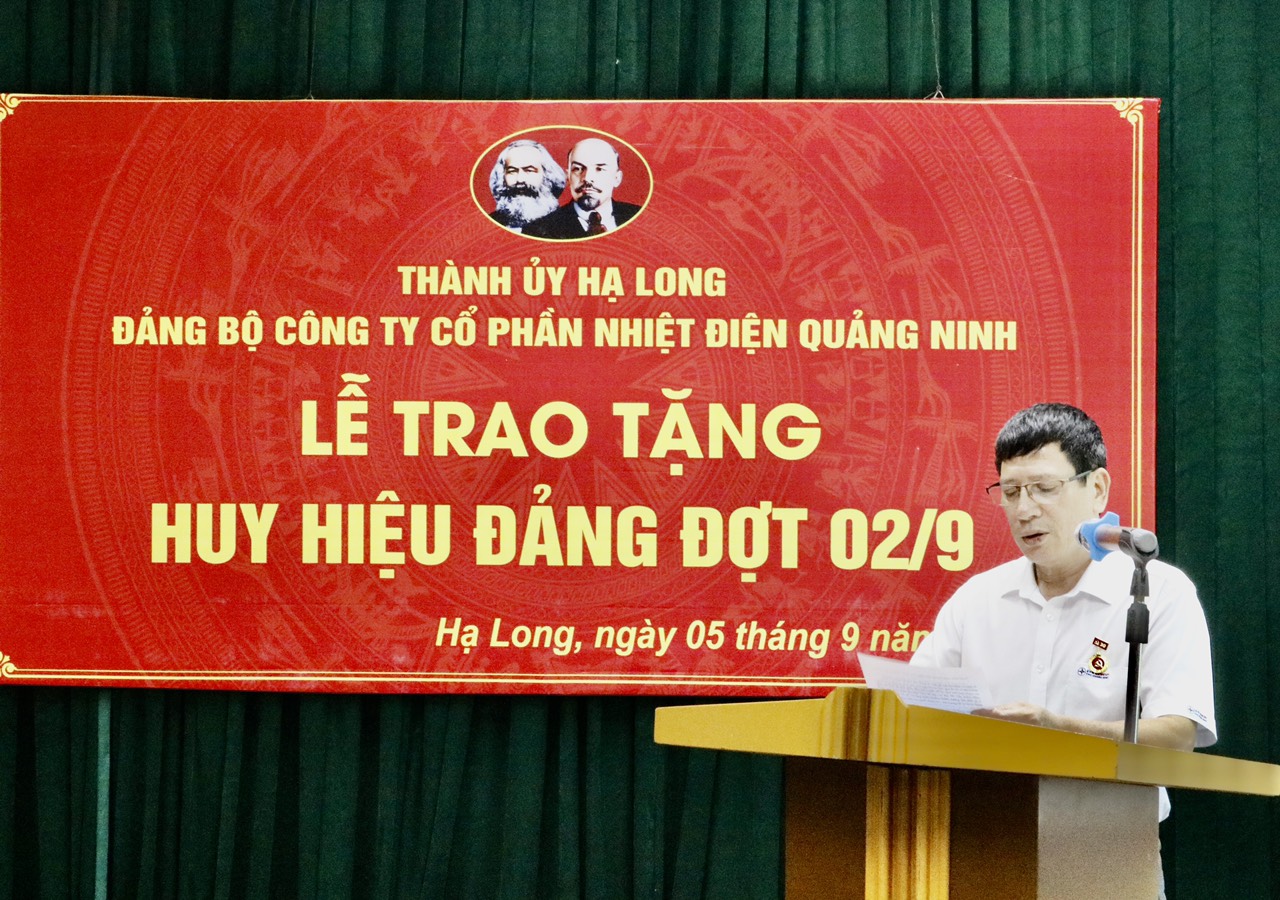 THÀNH ỦY HẠ LONG
ĐẢNG BỘ CÔNG TY CỔ PHẦN NHIỆT ĐIỆN QUẢNG NINH
LỄ TRAO TẶNG
HUY HIỆU ĐẢNG ĐỢT 02/9
Hạ Long, ngày 05 tháng 9 năm